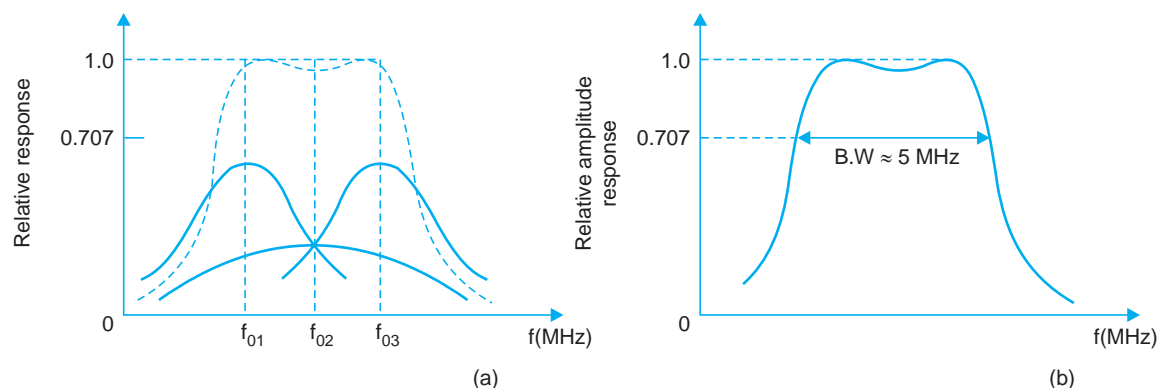 Relative response
1.0
0.707
0
f01
f02
f03
f(MHz)
(a)
Relative amplitude
response
1.0
0.707
B.W ≈ 5 MHz
0
f(MHz)
(b)